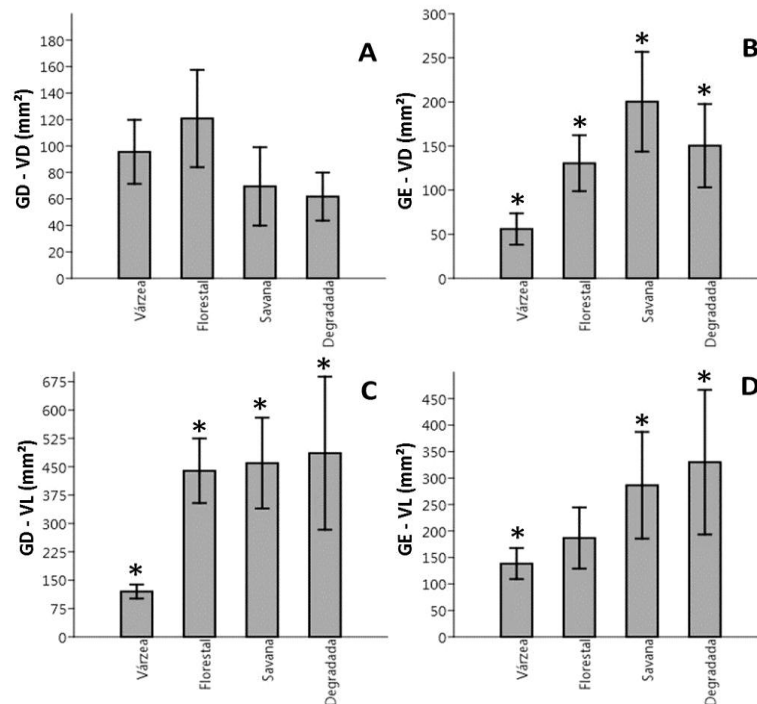 A
GD - VD (mm²)
180
160
140
120
100
80
60
40
20
0
Várzea
Florestal
Savana
Degradada
B
GE - VD (mm²)
300
250
200
150
100
50
0
*
*
*
*
Várzea
Florestal
Savana
Degradada
C
GD - VL (mm²)
675
600
525
450
375
300
225
150
75
0
*
*
*
*
Várzea
Florestal
Savana
Degradada
D
GE - VL (mm²)
450
400
350
300
250
200
150
100
50
0
*
*
*
Várzea
Florestal
Savana
Degradada